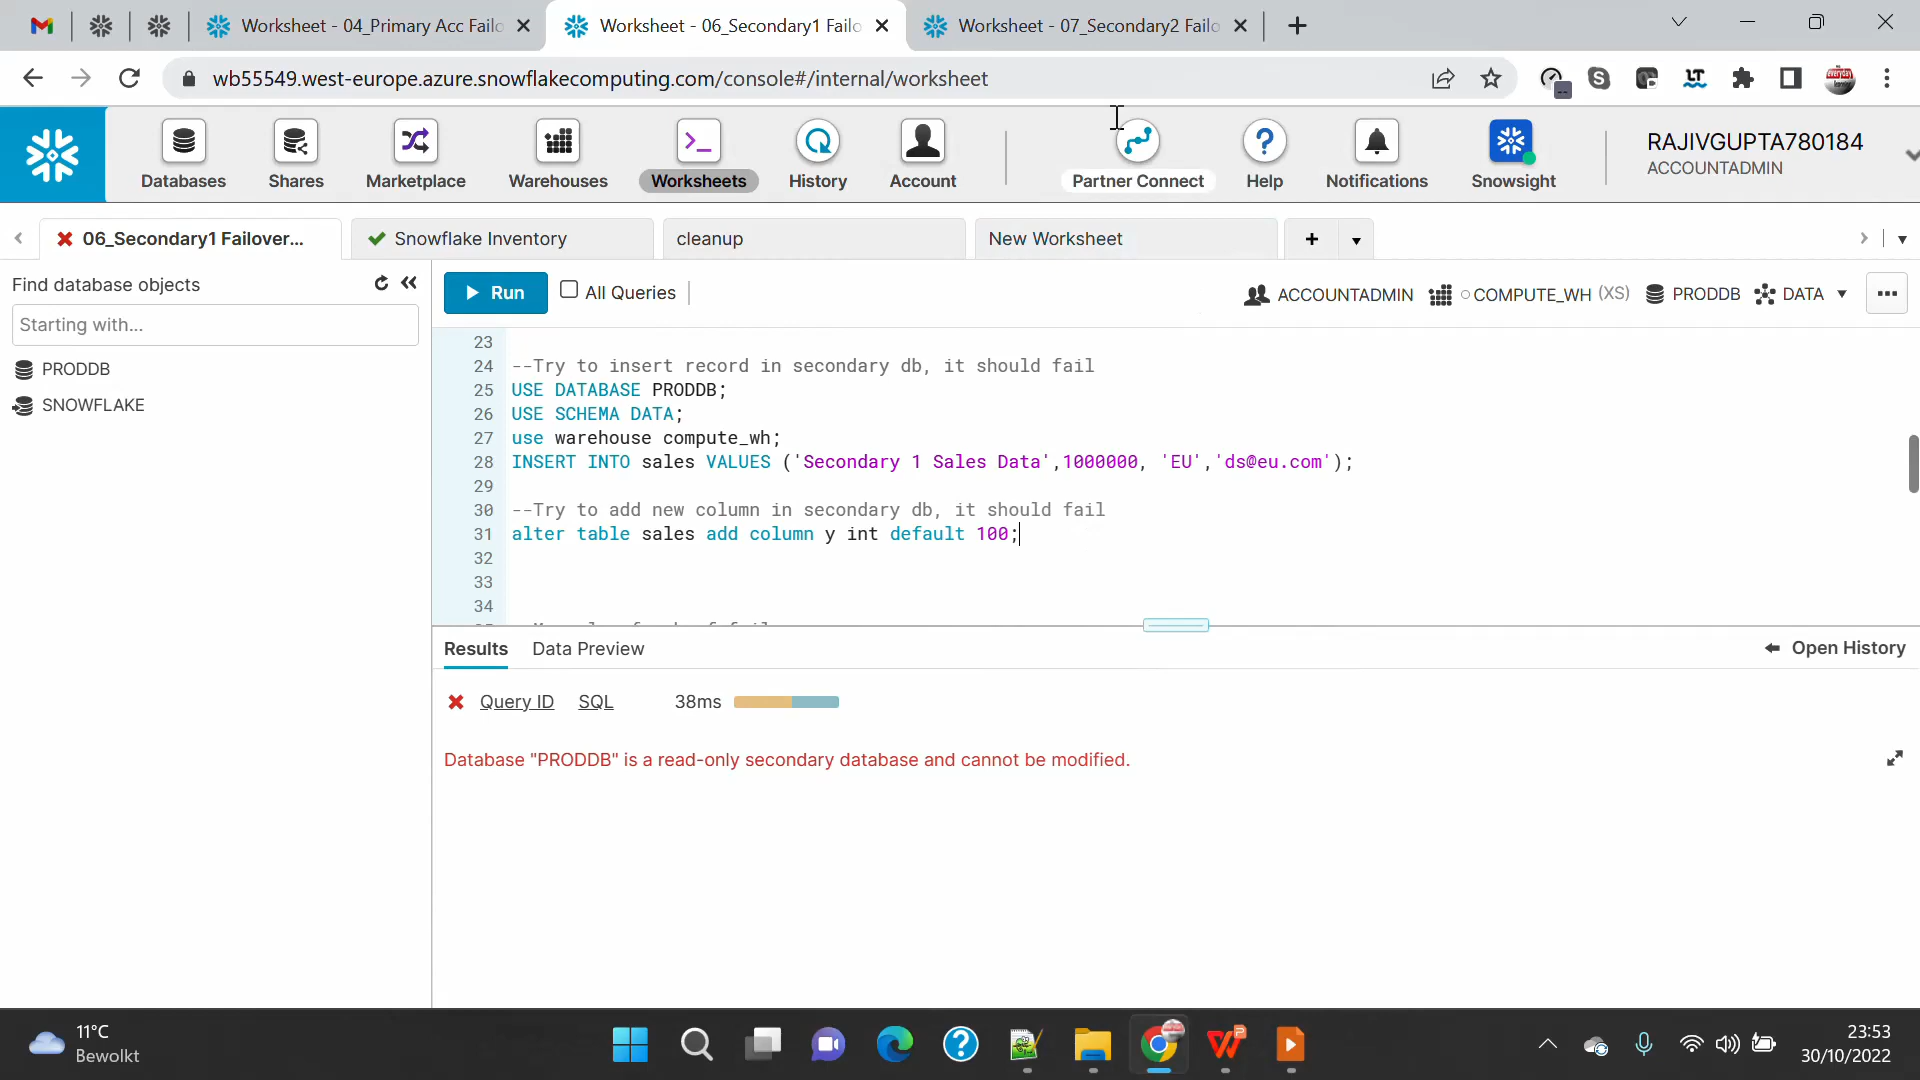 Worksheet - 04_Primary Acc Failo
Worksheet - 06_Secondary1 Failo
Worksheet - 07_Secondary2 Failo
wb55549.west-europe.azure.snowflakecomputing.com/console#/internal/worksheet
Databases
Shares
Marketplace
Warehouses
Worksheets
History
Account
Partner Connect
Help
Notifications
Snowsight
RAJIVGUPTA780184
ACCOUNTADMIN
06_Secondary1 Failover...
Snowflake Inventory
cleanup
New Worksheet
Find database objects
Starting with...
PRODDB
SNOWFLAKE
Run
All Queries
ACCOUNTADMIN
COMPUTE_WH (XS)
PRODDB
DATA
23
24 --Try to insert record in secondary db, it should fail
25 USE DATABASE PRODDB;
26 USE SCHEMA DATA;
27 use warehouse compute_wh;
28 INSERT INTO sales VALUES ('Secondary 1 Sales Data',1000000, 'EU','ds@eu.com');
29
30 --Try to add new column in secondary db, it should fail
31 alter table sales add column y int default 100;
32
33
34
Results
Data Preview
Open History
Query ID
SQL
38ms
Database "PRODDB" is a read-only secondary database and cannot be modified.
11°C
Bewolkt
23:53
30/10/2022